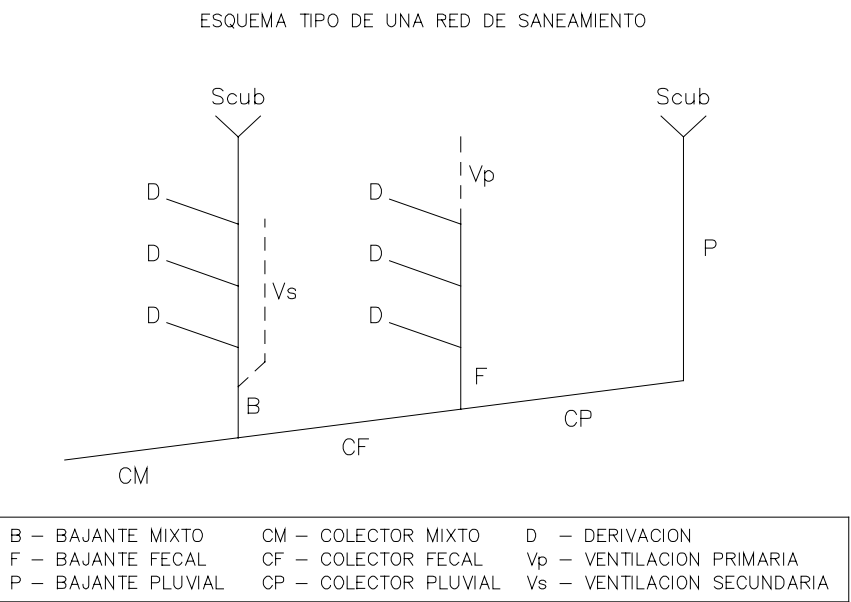 ESQUEMA TIPO DE UNA RED DE SANEAMIENTO
Scub
Scub
Vp
D
D
P
D
D
Vs
D
D
F
B
CP
CF
CM
B – BAJANTE MIXTO CM – COLECTOR MIXTO D – DERIVACION
F – BAJANTE FECAL CF – COLECTOR FECAL Vp – VENTILACION PRIMARIA
P – BAJANTE PLUVIAL CP – COLECTOR PLUVIAL Vs – VENTILACION SECUNDARIA